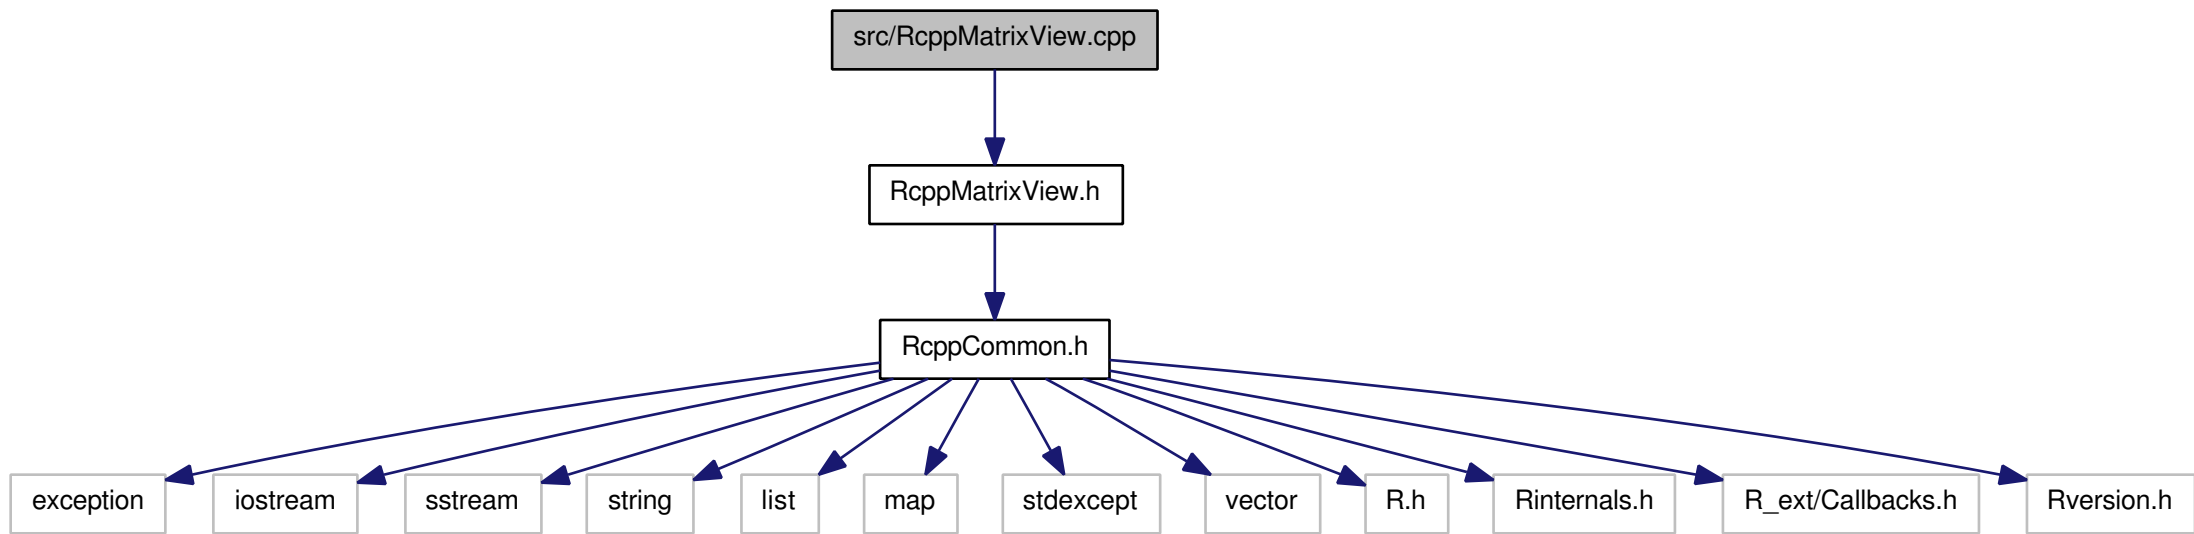 src/RcppMatrixView.cpp
RcppMatrixView.h
RcppCommon.h
exception iostream sstream string list map stdexcept vector R.h Rinternals.h R_ext/Callbacks.h Rversion.h